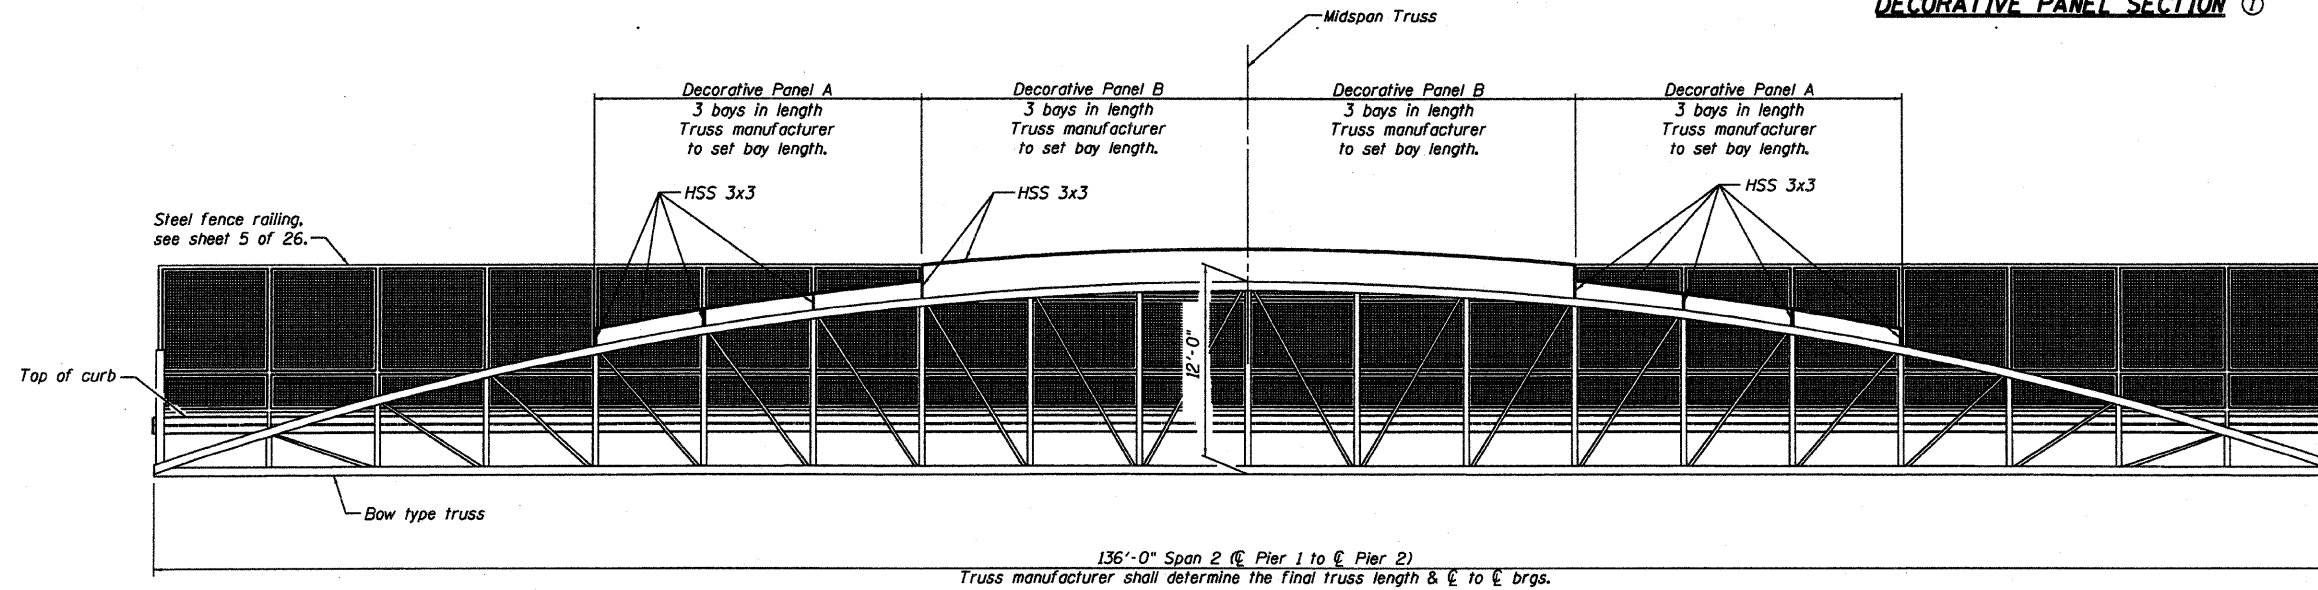 DECORATIVE PANEL SECTION 1
Midspan Truss
Decorative Panel A
3 bays in length
Truss manufacturer
to set bay length.
Decorative Panel B
3 bays in length
Truss manufacturer
to set bay length.
Decorative Panel B
3 bays in length
Truss manufacturer
to set bay length.
Decorative Panel A
3 bays in length
Truss manufacturer
to set bay length.
HSS 3x3
HSS 3x3
HSS 3x3
Steel fence railing,
see sheet 5 of 26.
Top of curb
12'-0"
Bow type truss
136'-0" Span 2 (℄ Pier 1 to ℄ Pier 2)
Truss manufacturer shall determine the final truss length & ℄ to ℄ brgs.